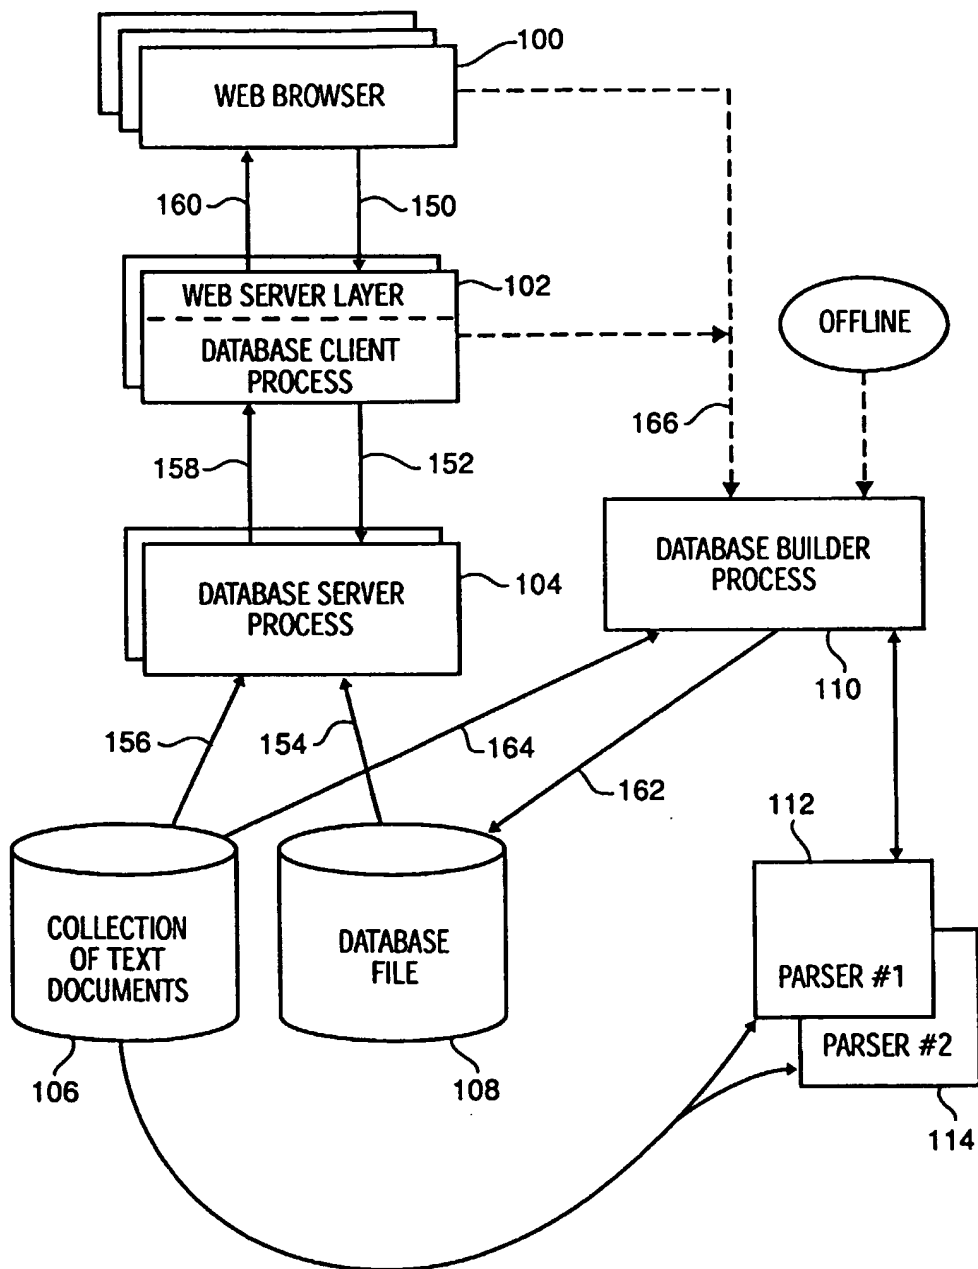 100
WEB BROWSER
160
150
WEB SERVER LAYER
102
DATABASE CLIENT
PROCESS
OFFLINE
166
158
152
DATABASE SERVER
PROCESS
104
DATABASE BUILDER
PROCESS
110
156
154
164
162
112
COLLECTION
OF TEXT
DOCUMENTS
DATABASE
FILE
PARSER #1
PARSER #2
106
108
114